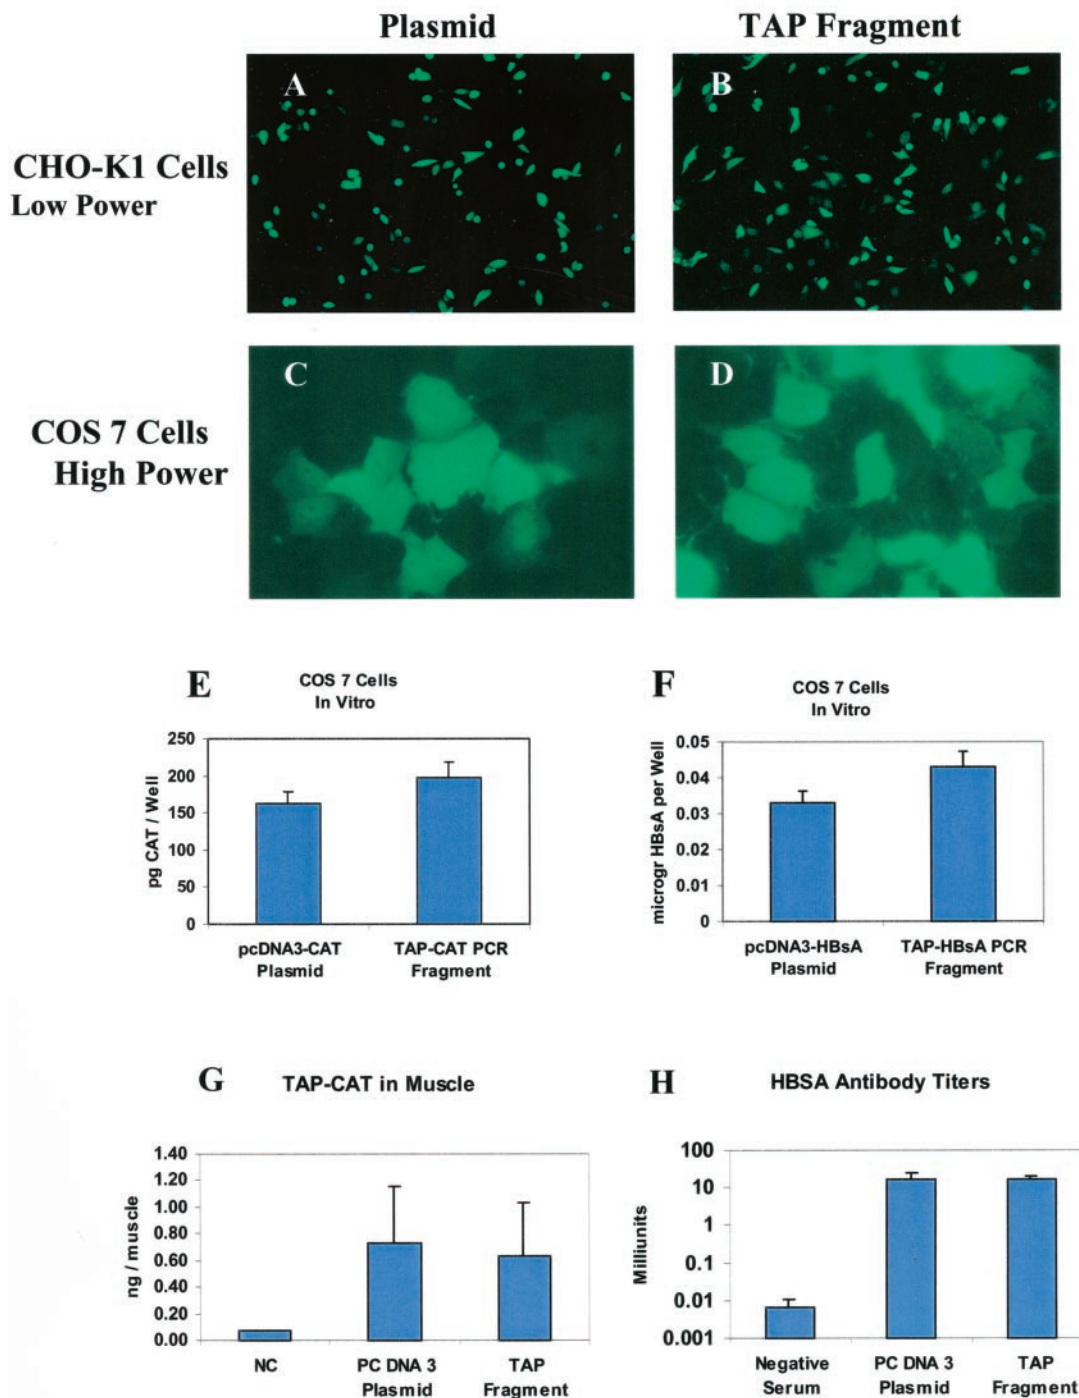 Plasmid
TAP Fragment
A
B
CHO-K1 Cells
Low Power
C
D
COS 7 Cells
High Power
E
COS 7 Cells
In Vitro
250
200
150
100
50
0
pg CAT / Well
pcDNA3-CAT
Plasmid
TAP-CAT PCR
Fragment
F
COS 7 Cells
In Vitro
0.05
0.04
0.03
0.02
0.01
0
microgr HBsA per Well
pcDNA3-HBsA
Plasmid
TAP-HBsA PCR
Fragment
G
TAP-CAT in Muscle
1.40
1.20
1.00
0.80
0.60
0.40
0.20
0.00
ng / muscle
NC
PC DNA 3
Plasmid
TAP
Fragment
H
HBSA Antibody Titers
100
10
1
0.1
0.01
0.001
Milliunits
Negative
Serum
PC DNA 3
Plasmid
TAP
Fragment